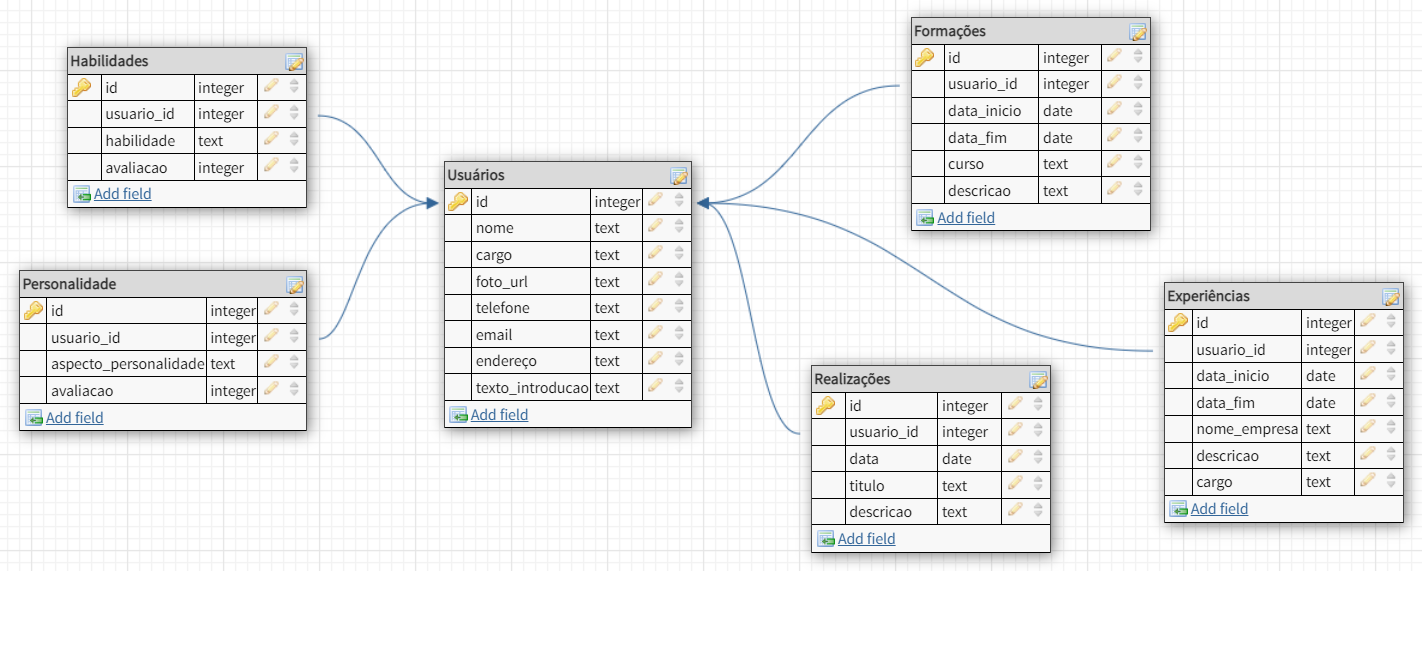 Habilidades
id integer
usuario_id integer
habilidade text
avaliacao integer
Add field
Personalidade
id integer
usuario_id integer
aspecto_personalidade text
avaliacao integer
Add field
Usuários
id integer
nome text
cargo text
foto_url text
telefone text
email text
endereço text
texto_introducao text
Add field
Formações
id integer
usuario_id integer
data_inicio date
data_fim date
curso text
descricao text
Add field
Realizações
id integer
usuario_id integer
data date
titulo text
descricao text
Add field
Experiências
id integer
usuario_id integer
data_inicio date
data_fim date
nome_empresa text
descricao text
cargo text
Add field